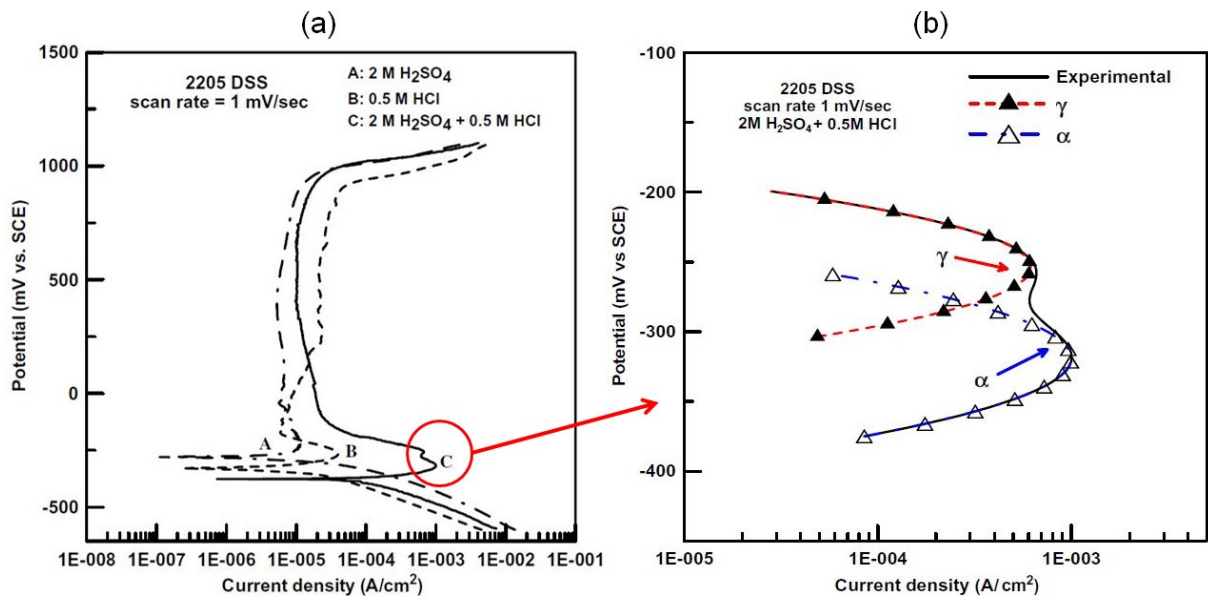 (a)
1500
1000
500
0
-500
Potential (mV vs. SCE)
2205 DSS
scan rate = 1 mV/sec
A: 2 M H₂SO₄
B: 0.5 M HCl
C: 2 M H₂SO₄ + 0.5 M HCl
A
B
C
1E-008 1E-007 1E-006 1E-005 1E-004 1E-003 1E-002 1E-001
Current density (A/cm²)
(b)
-100
-200
-300
-400
Potential (mV vs SCE)
2205 DSS
scan rate 1 mV/sec
2M H₂SO₄+ 0.5M HCl
Experimental
γ
α
γ
α
1E-005 1E-004 1E-003
Current density (A/cm²)